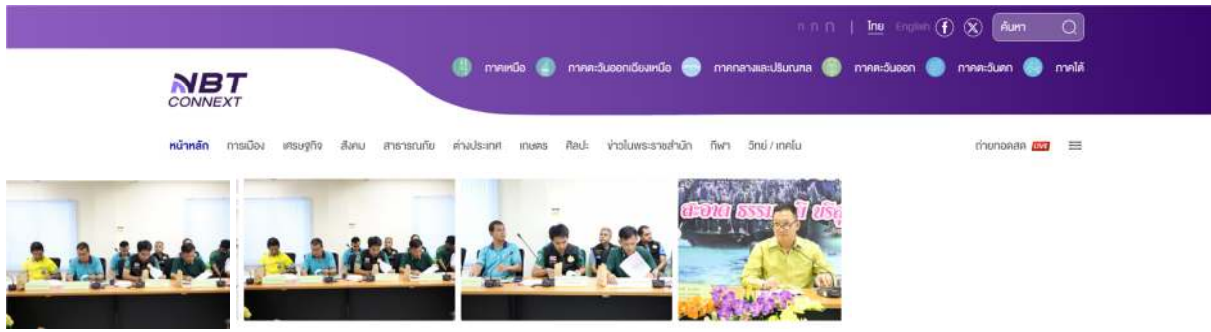 ก ก ก | ไทย English f X ค้นหา
ภาคเหนือ ภาคตะวันออกเฉียงเหนือ ภาคกลางและปริมณฑล ภาคตะวันออก ภาคตะวันตก ภาคใต้
NBT
CONNEXT
หน้าหลัก การเมือง เศรษฐกิจ สังคม สาธารณภัย ต่างประเทศ เกษตร ศิลปะ ข่าวในพระราชสำนัก กีฬา วิทย์ / เทคโน ถ่ายทอดสด LIVE
สะอาด